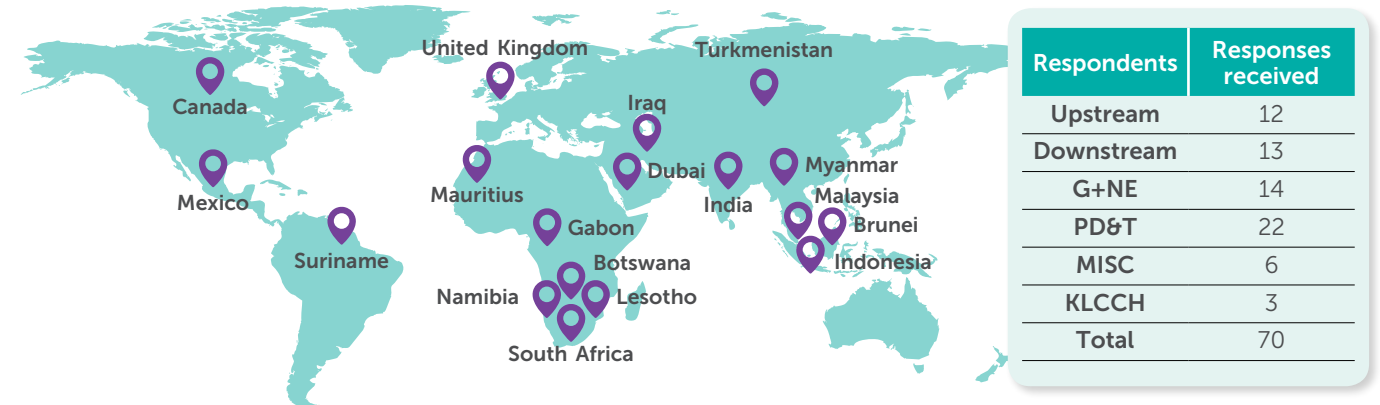 United Kingdom
Turkmenistan
Canada
Iraq
Mexico
Mauritius
Dubai
India
Myanmar
Malaysia
Suriname
Gabon
Brunei
Botswana
Indonesia
Namibia
Lesotho
South Africa
Respondents Responses received
Upstream 12
Downstream 13
G+NE 14
PD&T 22
MISC 6
KLCCH 3
Total 70